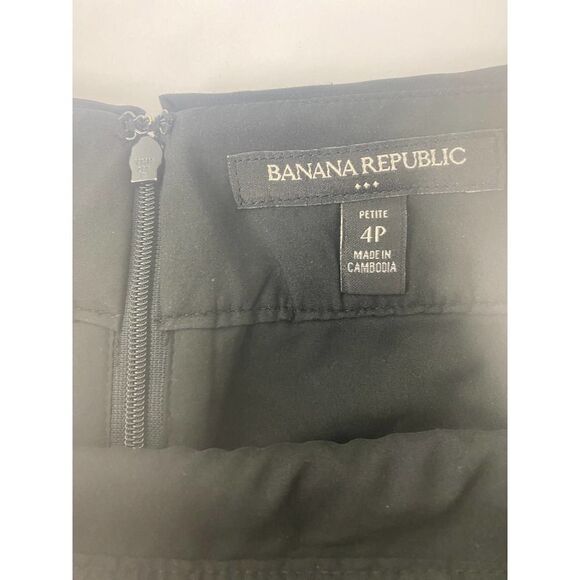 BANANA REPUBLIC
PETITE
4P
MADE IN
CAMBODIA